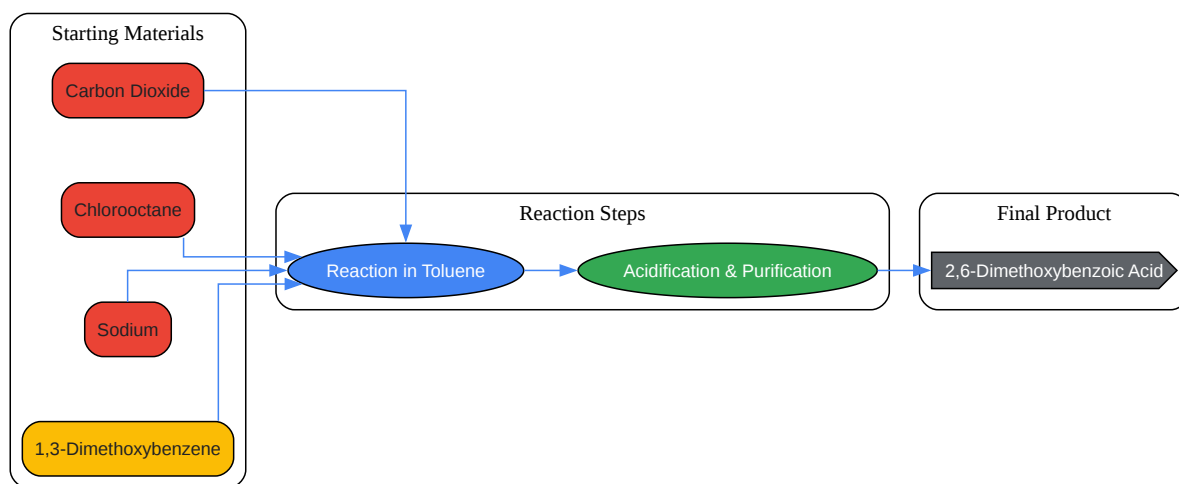 Starting Materials
Carbon Dioxide
Chlorooctane
Sodium
1,3-Dimethoxybenzene
Reaction Steps
Reaction in Toluene
Acidification & Purification
Final Product
2,6-Dimethoxybenzoic Acid